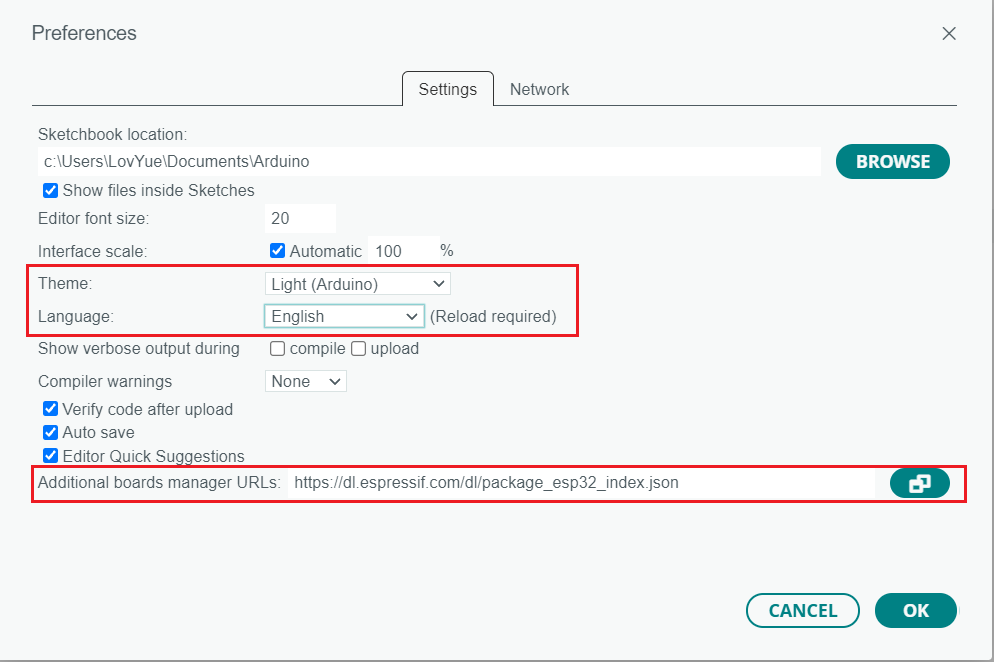 Preferences
Settings Network
Sketchbook location:
c:\Users\LovYue\Documents\Arduino BROWSE
Show files inside Sketches
Editor font size: 20
Interface scale: Automatic 100 %
Theme: Light (Arduino)
Language: English (Reload required)
Show verbose output during compile upload
Compiler warnings None
Verify code after upload
Auto save
Editor Quick Suggestions
Additional boards manager URLs: https://dl.espressif.com/dl/package_esp32_index.json
CANCEL OK